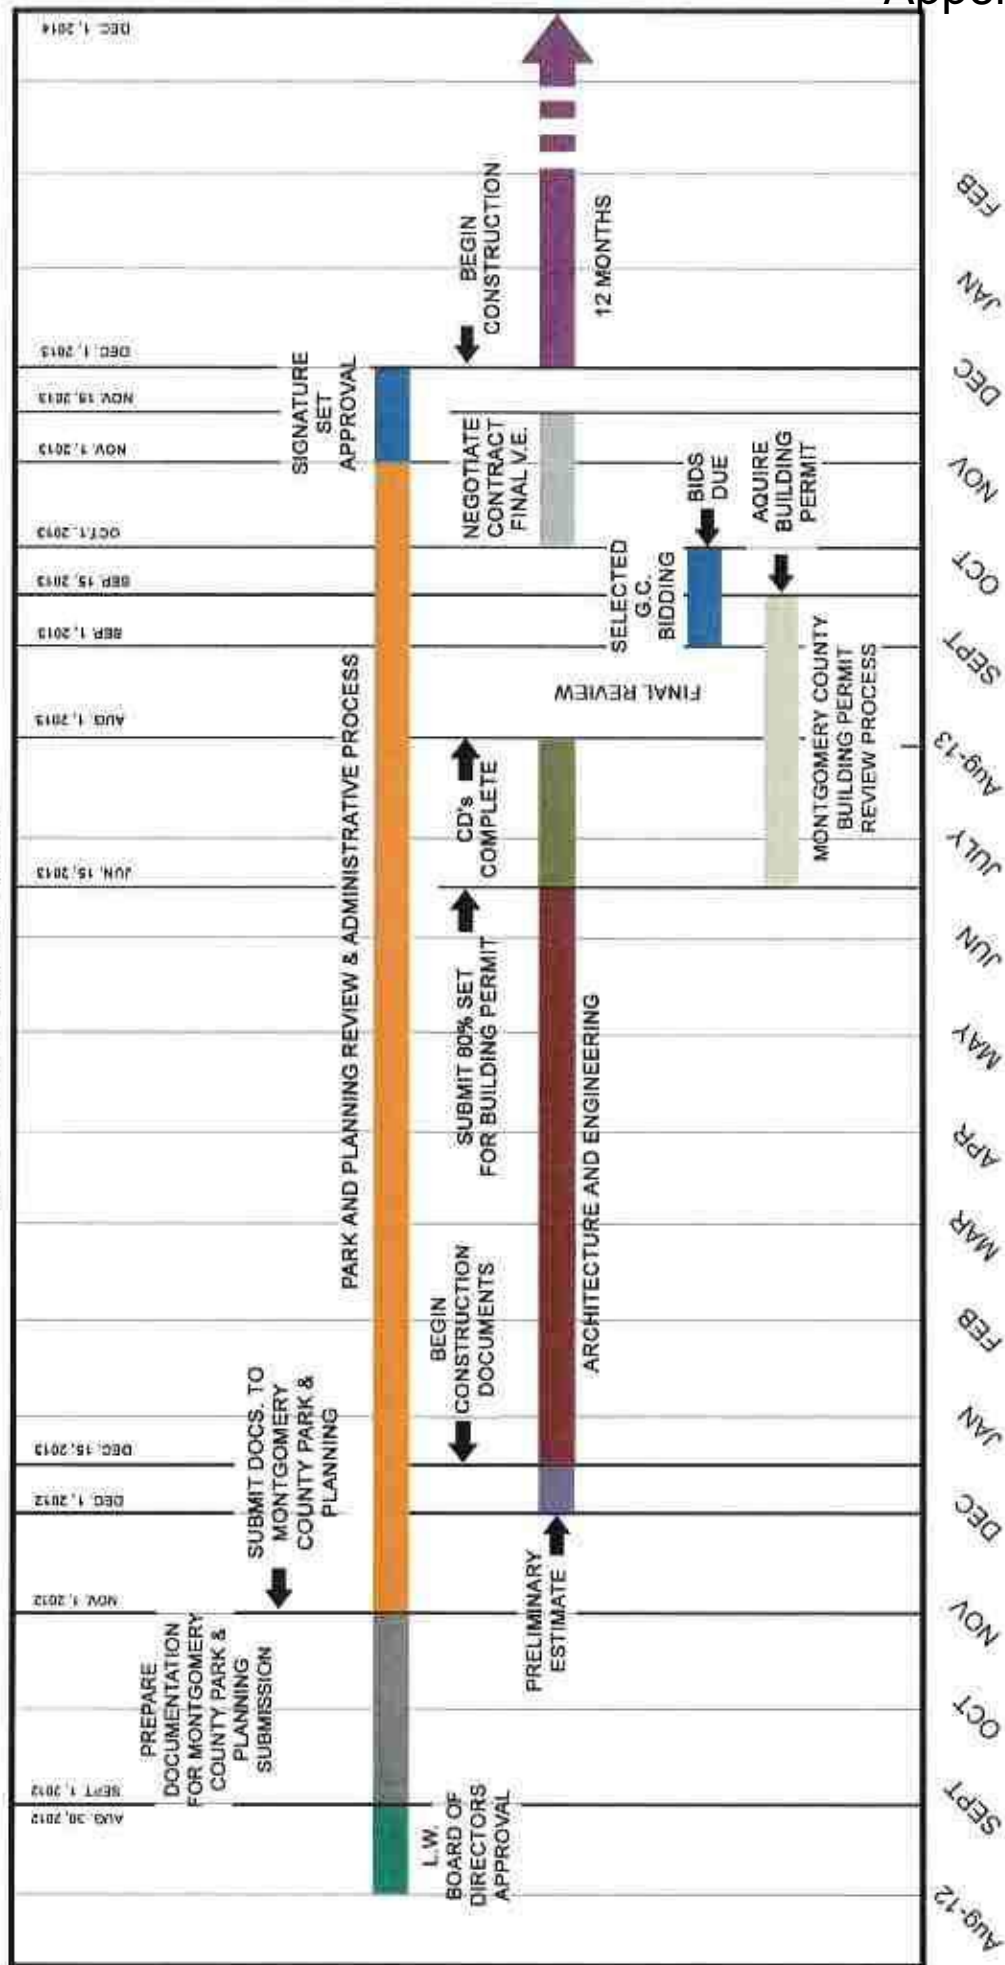 AUG. 30, 2012
SEPT 1, 2012
NOV. 1, 2012
DEC. 1, 2012
DEC. 15, 2013
JUN. 15, 2013
AUG. 1, 2013
SEP. 1, 2013
SEP. 15, 2013
OCT. 1, 2013
NOV. 1, 2013
NOV. 15, 2013
DEC. 1, 2013
DEC. 1, 2014
PREPARE
DOCUMENTATION
FOR MONTGOMERY
COUNTY PARK &
PLANNING
SUBMISSION
SUBMIT DOCS. TO
MONTGOMERY
COUNTY PARK &
PLANNING
PARK AND PLANNING REVIEW & ADMINISTRATIVE PROCESS
SIGNATURE
SET
APPROVAL
L.W.
BOARD OF
DIRECTORS
APPROVAL
BEGIN
CONSTRUCTION
DOCUMENTS
SUBMIT 80% SET
FOR BUILDING PERMIT
CD's
COMPLETE
NEGOTIATE
CONTRACT
FINAL V.E.
BEGIN
CONSTRUCTION
PRELIMINARY
ESTIMATE
ARCHITECTURE AND ENGINEERING
FINAL REVIEW
12 MONTHS
SELECTED
G.C.
BIDDING
BIDS
DUE
AQUIRE
BUILDING
PERMIT
MONTGOMERY COUNTY
BUILDING PERMIT
REVIEW PROCESS
Aug-12
SEPT
OCT
NOV
DEC
JAN
FEB
MAR
APR
MAY
JUN
JULY
Aug-13
SEPT
OCT
NOV
DEC
JAN
FEB